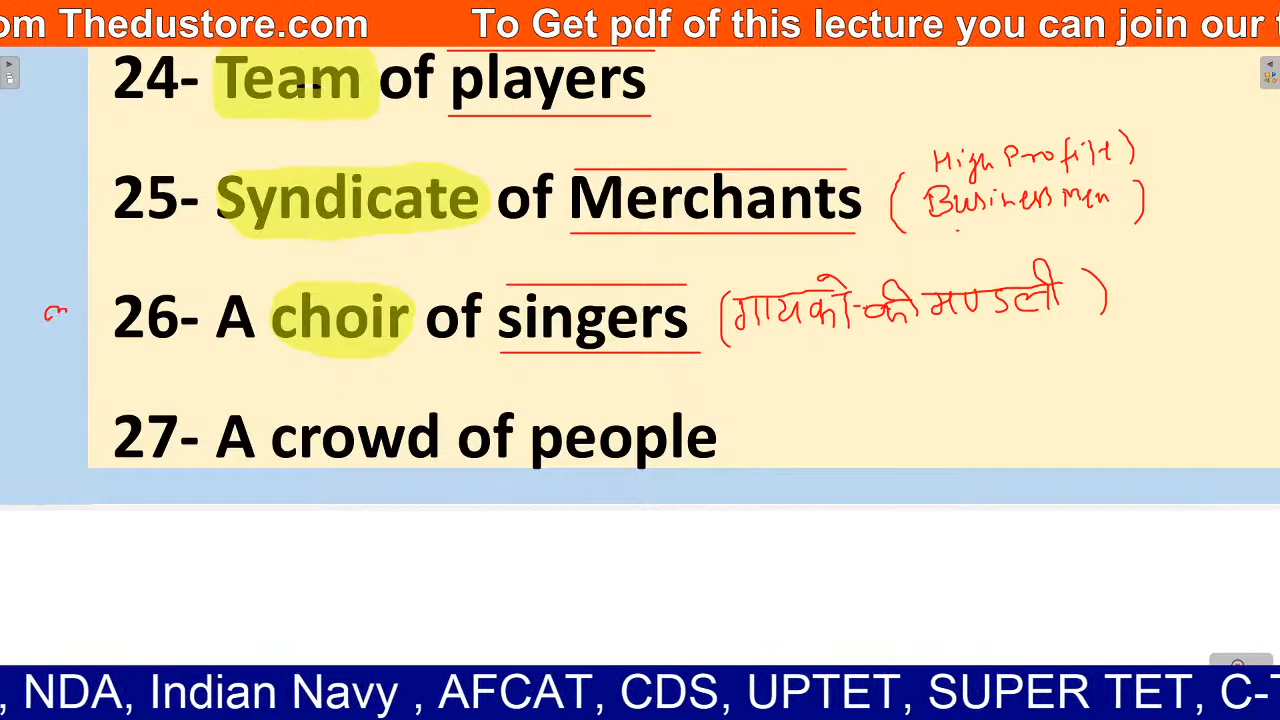 om Thedustore.com To Get pdf of this lecture you can join our t
24- Team of players
25- Syndicate of Merchants (High Profilt) Businessmen)
26- A choir of singers (गायको-की मण्डली)
27- A crowd of people
, NDA, Indian Navy , AFCAT, CDS, UPTET, SUPER TET, C-T